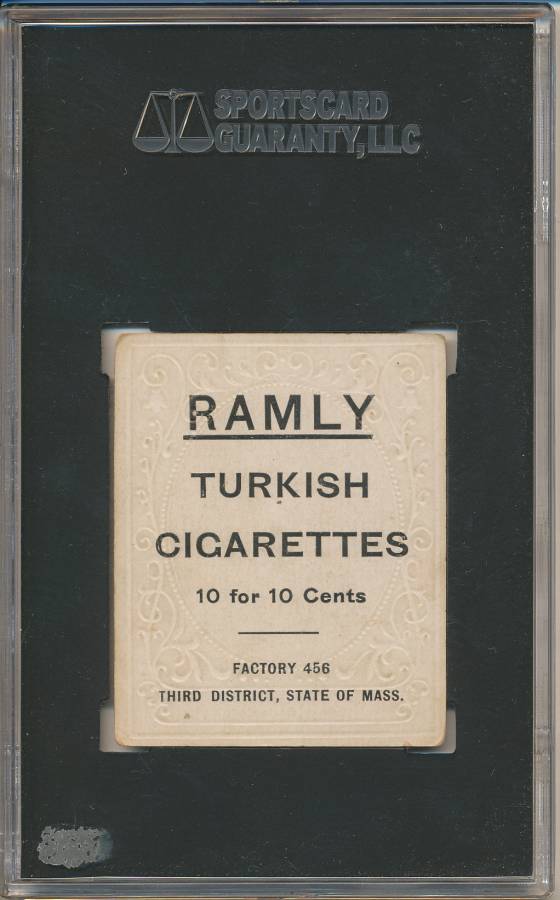 SPORTSCARD
GUARANTY, LLC
RAMLY
TURKISH
CIGARETTES
10 for 10 Cents
FACTORY 456
THIRD DISTRICT, STATE OF MASS.